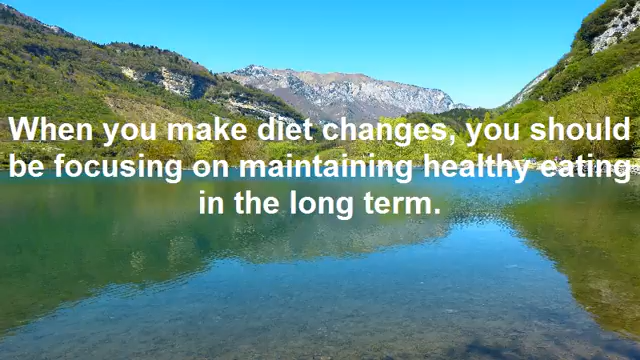 When you make diet changes, you should
be focusing on maintaining healthy eating
in the long term.